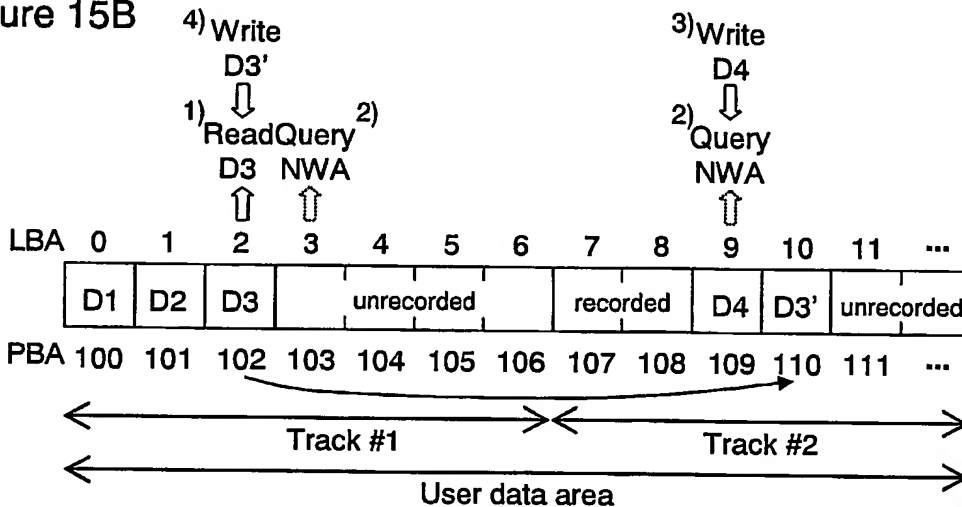 ure 15B
4) Write 3) Write
D3' D4
1) Read Query 2) 2) Query
D3 NWA NWA
LBA 0 1 2 3 4 5 6 7 8 9 10 11 ...
D1 D2 D3 unrecorded recorded D4 D3' unrecorded
PBA 100 101 102 103 104 105 106 107 108 109 110 111 ...
Track #1 Track #2
User data area